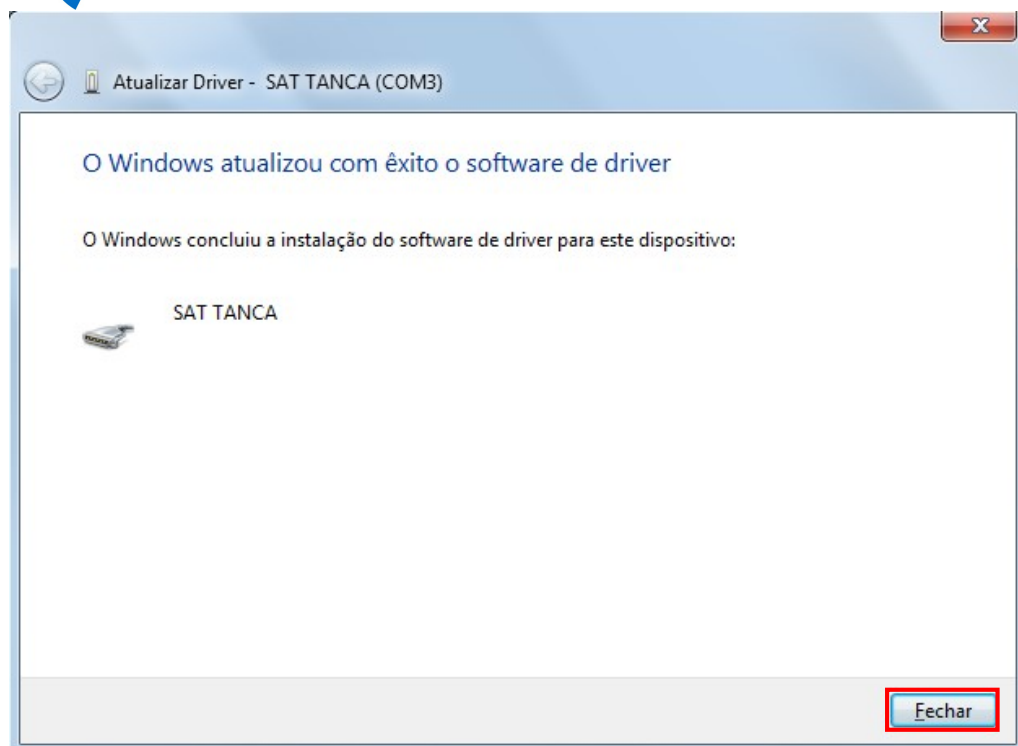 Atualizar Driver - SAT TANCA (COM3)
O Windows atualizou com êxito o software de driver
O Windows concluiu a instalação do software de driver para este dispositivo:
SAT TANCA
Fechar